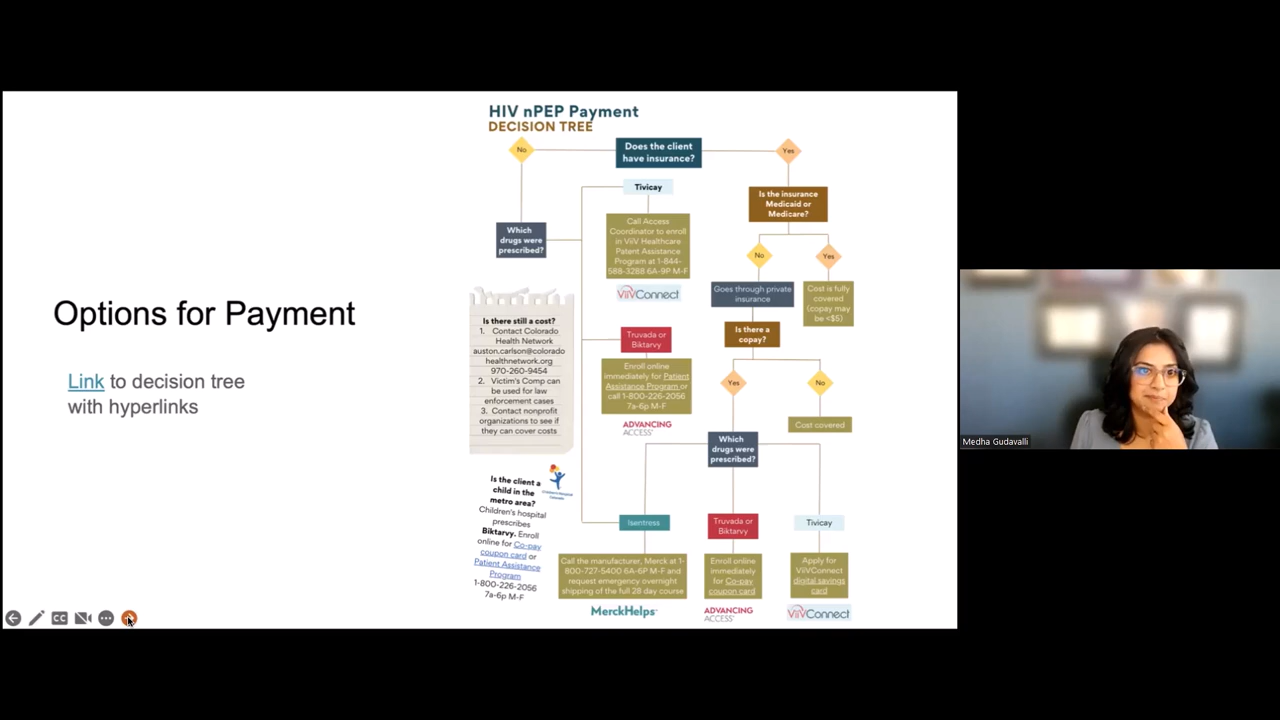 HIV nPEP Payment
DECISION TREE
No
Does the client
have insurance?
Yes
Tivicay
Is the insurance
Medicaid or
Medicare?
Which
drugs were
prescribed?
Call Access
Coordinator to enroll
in ViiV Healthcare
Patent Assistance
Program at 1-844-
588-3288 6A-9P M-F
ViiVConnect
No
Yes
Goes through private
insurance
Cost is fully
covered
(copay may
be <$5)
Options for Payment
Link to decision tree
with hyperlinks
Is there still a cost?
1. Contact Colorado
Health Network
auston.carlson@colorado
healthnetwork.org
970-260-9454
2. Victim's Comp can
be used for law
enforcement cases
3. Contact nonprofit
organizations to see if
they can cover costs
Truvada or
Biktarvy
Enroll online
immediately for Patient
Assistance Program or
call 1-800-226-2056
7a-6p M-F
ADVANCING
ACCESS
Is there a
copay?
Yes
No
Cost covered
Which
drugs were
prescribed?
Is the client a
child in the
metro area?
Children's hospital
prescribes
Biktarvy. Enroll
online for Co-pay
coupon card or
Patient Assistance
Program
1-800-226-2056
7a-6p M-F
Isentress
Call the manufacturer, Merck at 1-
800-727-5400 6A-6P M-F and
request emergency overnight
shipping of the full 28 day course
MerckHelps
Truvada or
Biktarvy
Enroll online
immediately
for Co-pay
coupon card
ADVANCING
ACCESS
Tivicay
Apply for
ViiVConnect
digital savings
card
ViiVConnect
CC
Medha Gudavalli